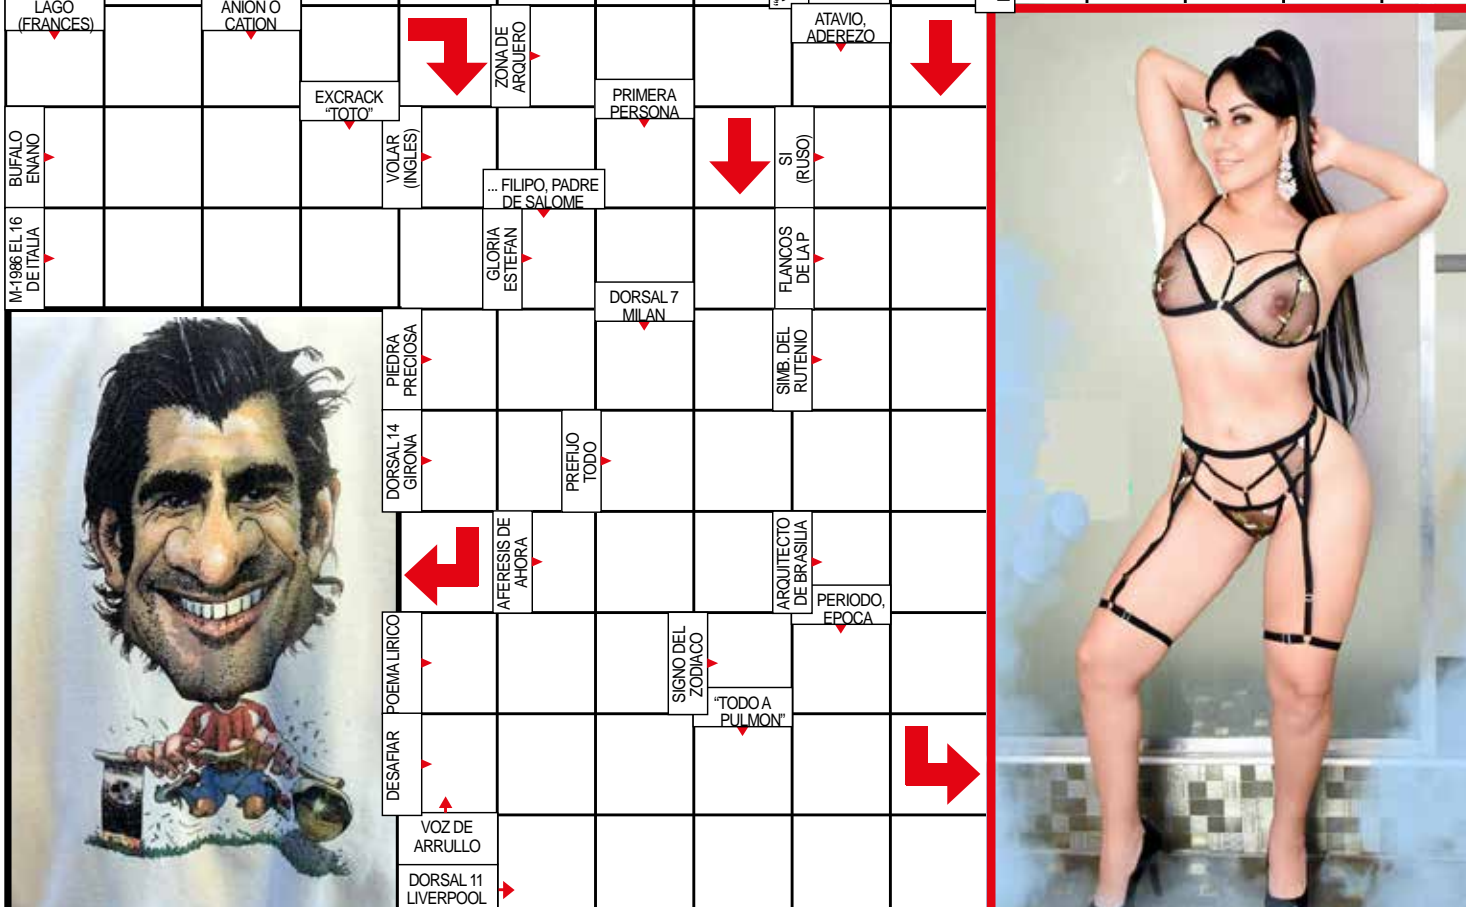 LAGO
(FRANCES)
ANION O
CATION
ZONA DE
ARQUERO
ATAVIO,
ADEREZO
EXCRACK
“TOTO”
PRIMERA
PERSONA
BUFALO
ENANO
VOLAR
(INGLES)
SI
(RUSO)
... FILIPO, PADRE
DE SALOME
M-1986 EL 16
DE ITALIA
GLORIA
ESTEFAN
FLANCOS
DE LA P
DORSAL 7
MILAN
PIEDRA
PRECIOSA
SIMB. DEL
RUTENIO
DORSAL 14
GIRONA
PREFIJO
TODO
AFERESIS DE
AHORA
ARQUITECTO
DE BRASILIA
PERIODO,
EPOCA
POEMA LIRICO
SIGNO DEL
ZODIACO
“TODO A
PULMON”
DESAFIAR
VOZ DE
ARRULLO
DORSAL 11
LIVERPOOL